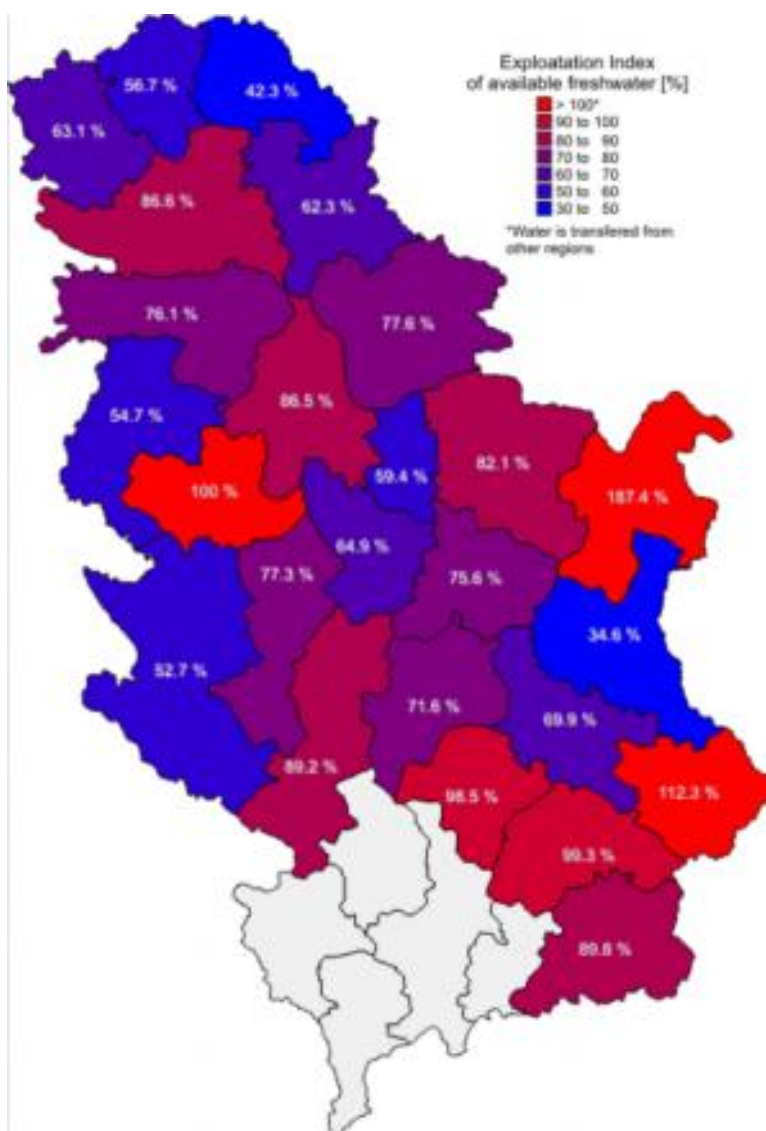 Exploatation Index
of available freshwater [%]
> 100*
90 to 100
80 to 90
70 to 80
60 to 70
50 to 60
30 to 50
*Water is transfered from
other regions
56.7 %
42.3 %
63.1 %
86.6 %
62.3 %
76.1 %
77.6 %
86.5 %
54.7 %
59.4 %
82.1 %
100 %
187.4 %
64.9 %
77.3 %
75.6 %
34.6 %
52.7 %
71.6 %
69.9 %
89.2 %
98.5 %
112.3 %
99.3 %
89.8 %